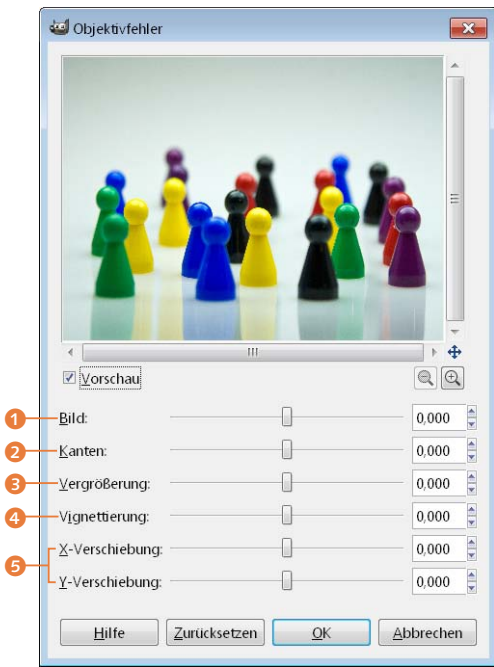 Objektivfehler
Vorschau
1 Bild: 0,000
2 Kanten: 0,000
3 Vergrößerung: 0,000
4 Vignettierung: 0,000
X-Verschiebung: 0,000
5
Y-Verschiebung: 0,000
Hilfe Zurücksetzen OK Abbrechen